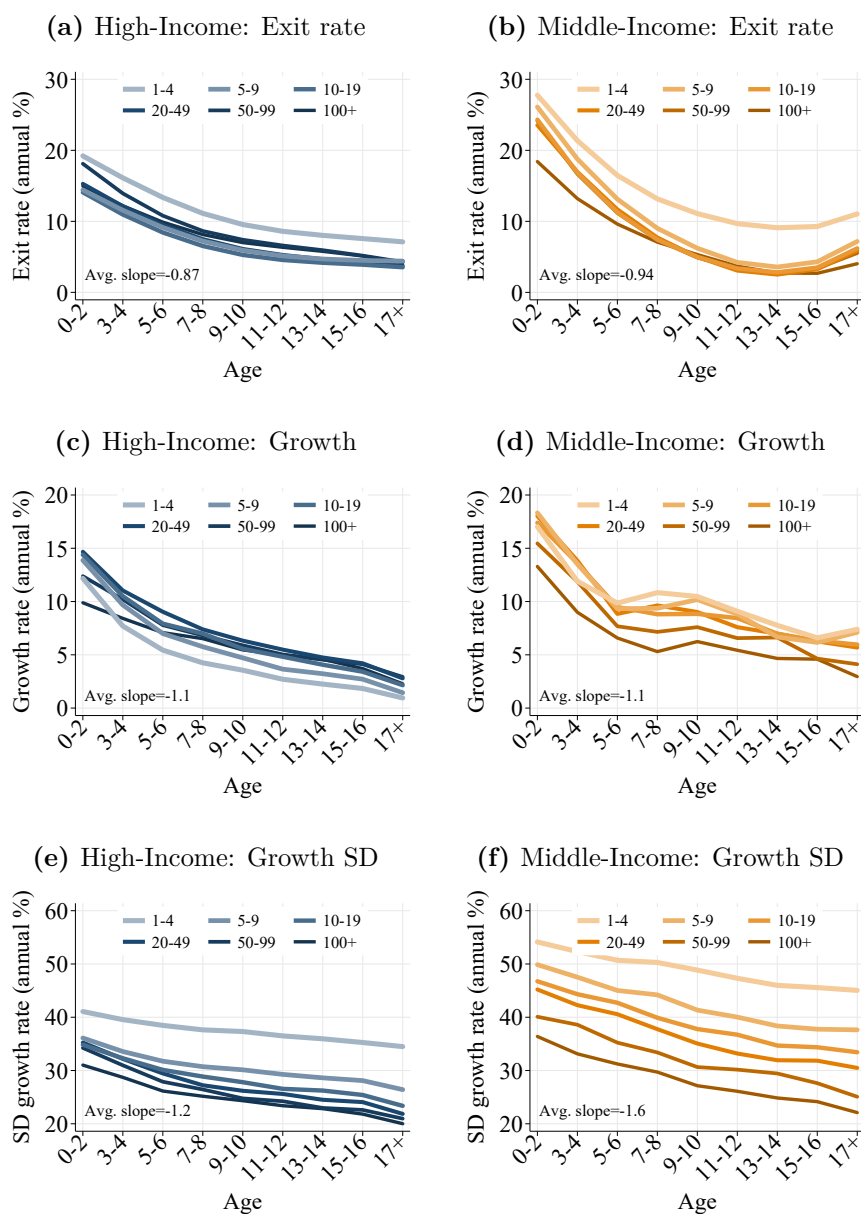 (a) High-Income: Exit rate
Exit rate (annual %)
30
20
10
0
1-4 5-9 10-19
20-49 50-99 100+
Avg. slope=-0.87
0-2 3-4 5-6 7-8 9-10 11-12 13-14 15-16 17+
Age
(b) Middle-Income: Exit rate
Exit rate (annual %)
30
20
10
0
1-4 5-9 10-19
20-49 50-99 100+
Avg. slope=-0.94
0-2 3-4 5-6 7-8 9-10 11-12 13-14 15-16 17+
Age
(c) High-Income: Growth
Growth rate (annual %)
20
15
10
5
0
1-4 5-9 10-19
20-49 50-99 100+
Avg. slope=-1.1
0-2 3-4 5-6 7-8 9-10 11-12 13-14 15-16 17+
Age
(d) Middle-Income: Growth
Growth rate (annual %)
20
15
10
5
0
1-4 5-9 10-19
20-49 50-99 100+
Avg. slope=-1.1
0-2 3-4 5-6 7-8 9-10 11-12 13-14 15-16 17+
Age
(e) High-Income: Growth SD
SD growth rate (annual %)
60
50
40
30
20
1-4 5-9 10-19
20-49 50-99 100+
Avg. slope=-1.2
0-2 3-4 5-6 7-8 9-10 11-12 13-14 15-16 17+
Age
(f) Middle-Income: Growth SD
SD growth rate (annual %)
60
50
40
30
20
1-4 5-9 10-19
20-49 50-99 100+
Avg. slope=-1.6
0-2 3-4 5-6 7-8 9-10 11-12 13-14 15-16 17+
Age